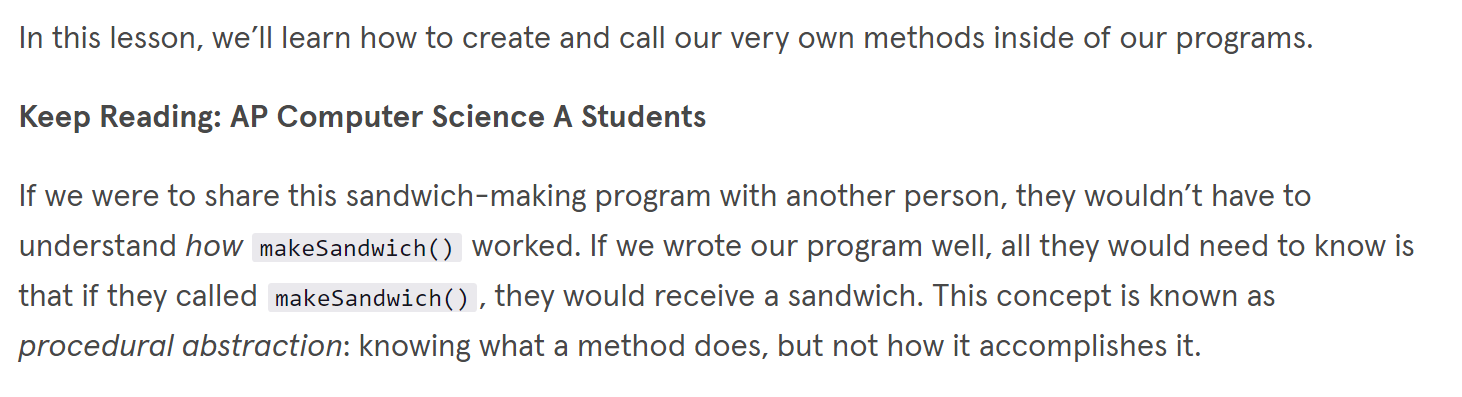 In this lesson, we’ll learn how to create and call our very own methods inside of our programs.
Keep Reading: AP Computer Science A Students
If we were to share this sandwich-making program with another person, they wouldn’t have to
understand how makeSandwich() worked. If we wrote our program well, all they would need to know is
that if they called makeSandwich(), they would receive a sandwich. This concept is known as
procedural abstraction: knowing what a method does, but not how it accomplishes it.